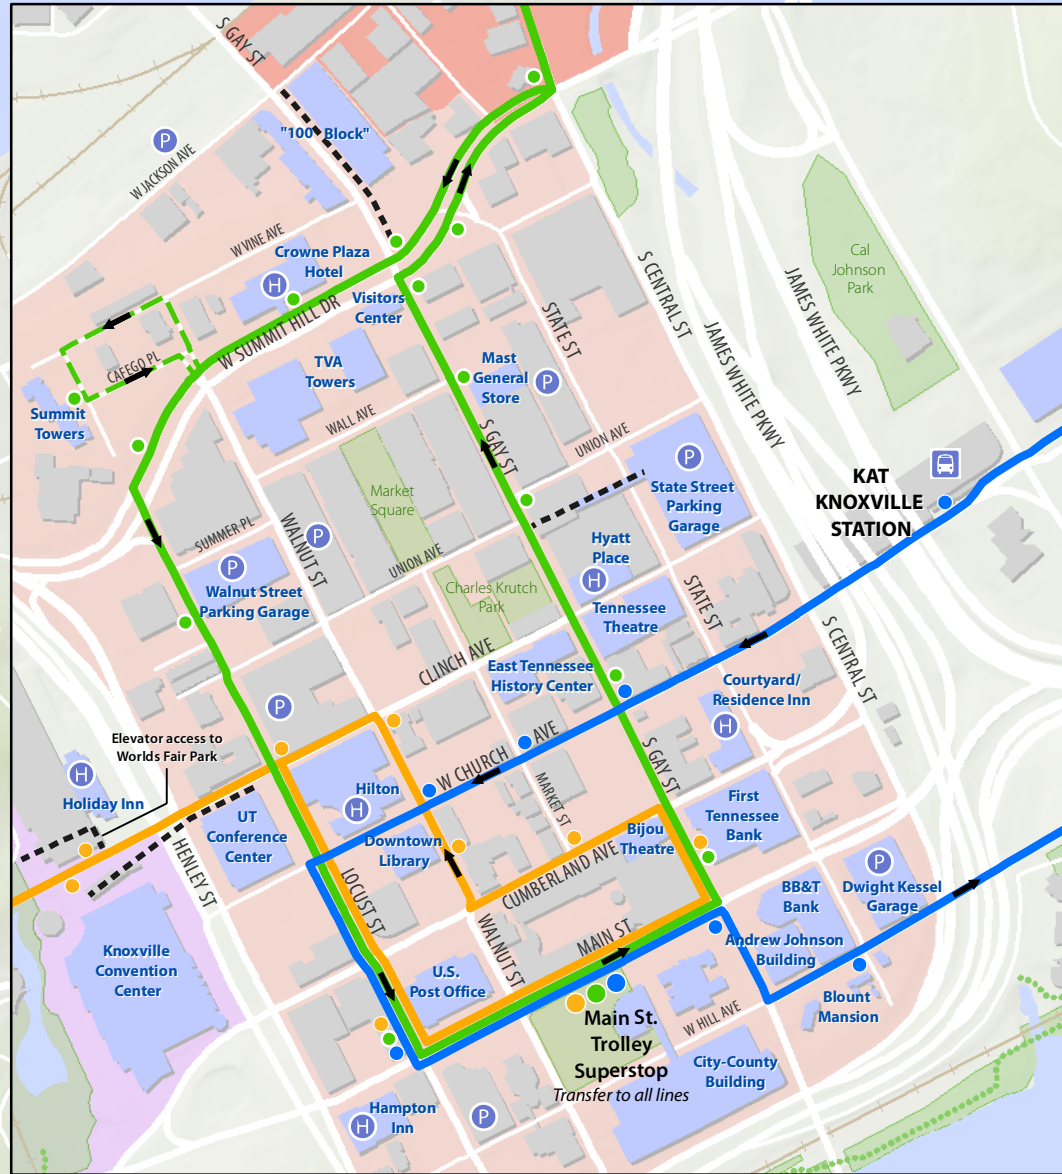 S GAY ST
"100 Block"
P
W JACKSON AVE
W VINE AVE
Crowne Plaza
Hotel
H
Visitors
Center
W SUMMIT HILL DR
CAFEGO PL
Summit
Towers
TVA
Towers
WALL AVE
Mast
General
Store
P
STATE ST
S CENTRAL ST
JAMES WHITE PKWY
JAMES WHITE PKWY
Cal
Johnson
Park
S GAY ST
UNION AVE
P
State Street
Parking
Garage
KAT
KNOXVILLE
STATION
Market
Square
SUMMER PL
WALNUT ST
P
UNION AVE
P
Walnut Street
Parking Garage
Charles Krutch
Park
Hyatt
Place
H
Tennessee
Theatre
STATE ST
S CENTRAL ST
CLINCH AVE
East Tennessee
History Center
Courtyard/
Residence Inn
H
P
Elevator access to
Worlds Fair Park
H
Holiday Inn
W CHURCH AVE
S GAY ST
MARKET ST
Hilton
H
UT
Conference
Center
Downtown
Library
First
Tennessee
Bank
Bijou
Theatre
HENLEY ST
LOCUST ST
CUMBERLAND AVE
P
Dwight Kessel
Garage
BB&T
Bank
WALNUT ST
MAIN ST
Andrew Johnson
Building
Knoxville
Convention
Center
U.S.
Post Office
Blount
Mansion
W HILL AVE
Main St.
Trolley
Superstop
Transfer to all lines
City-County
Building
Hampton
Inn
H
P